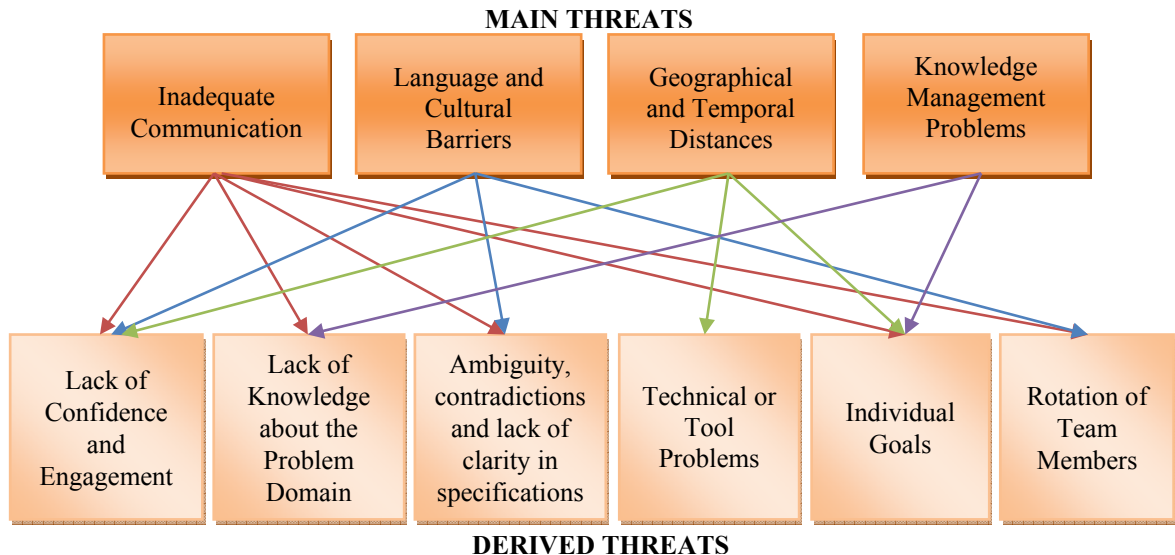 MAIN THREATS
Inadequate
Communication
Language and
Cultural
Barriers
Geographical
and Temporal
Distances
Knowledge
Management
Problems
Lack of
Confidence
and
Engagement
Lack of
Knowledge
about the
Problem
Domain
Ambiguity,
contradictions
and lack of
clarity in
specifications
Technical or
Tool
Problems
Individual
Goals
Rotation of
Team
Members
DERIVED THREATS